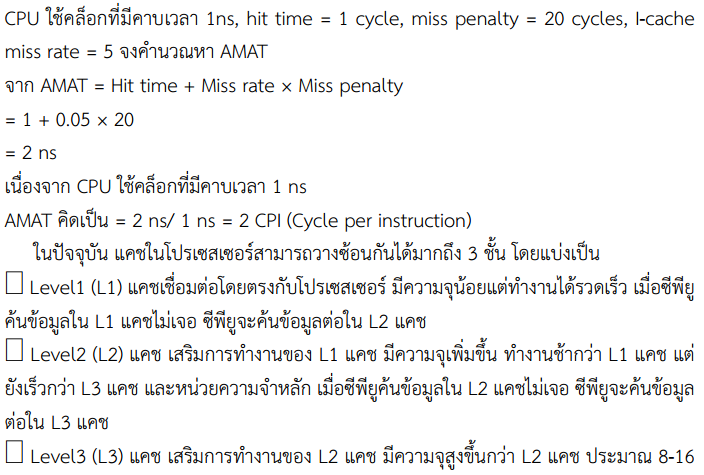 CPU ใช้คล็อกที่มีคาบเวลา 1ns, hit time = 1 cycle, miss penalty = 20 cycles, I-cache
miss rate = 5 จงคำนวณหา AMAT
จาก AMAT = Hit time + Miss rate × Miss penalty
= 1 + 0.05 × 20
= 2 ns
เนื่องจาก CPU ใช้คล็อกที่มีคาบเวลา 1 ns
AMAT คิดเป็น = 2 ns/ 1 ns = 2 CPI (Cycle per instruction)
ในปัจจุบัน แคชในโปรเซสเซอร์สามารถวางซ้อนกันได้มากถึง 3 ชั้น โดยแบ่งเป็น
Level1 (L1) แคชเชื่อมต่อโดยตรงกับโปรเซสเซอร์ มีความจุน้อยแต่ทำงานได้รวดเร็ว เมื่อซีพียู
ค้นข้อมูลใน L1 แคชไม่เจอ ซีพียูจะค้นข้อมูลต่อใน L2 แคช
Level2 (L2) แคช เสริมการทำงานของ L1 แคช มีความจุเพิ่มขึ้น ทำงานช้ากว่า L1 แคช แต่
ยังเร็วกว่า L3 แคช และหน่วยความจำหลัก เมื่อซีพียูค้นข้อมูลใน L2 แคชไม่เจอ ซีพียูจะค้นข้อมูล
ต่อใน L3 แคช
Level3 (L3) แคช เสริมการทำงานของ L2 แคช มีความจุสูงขึ้นกว่า L2 แคช ประมาณ 8-16